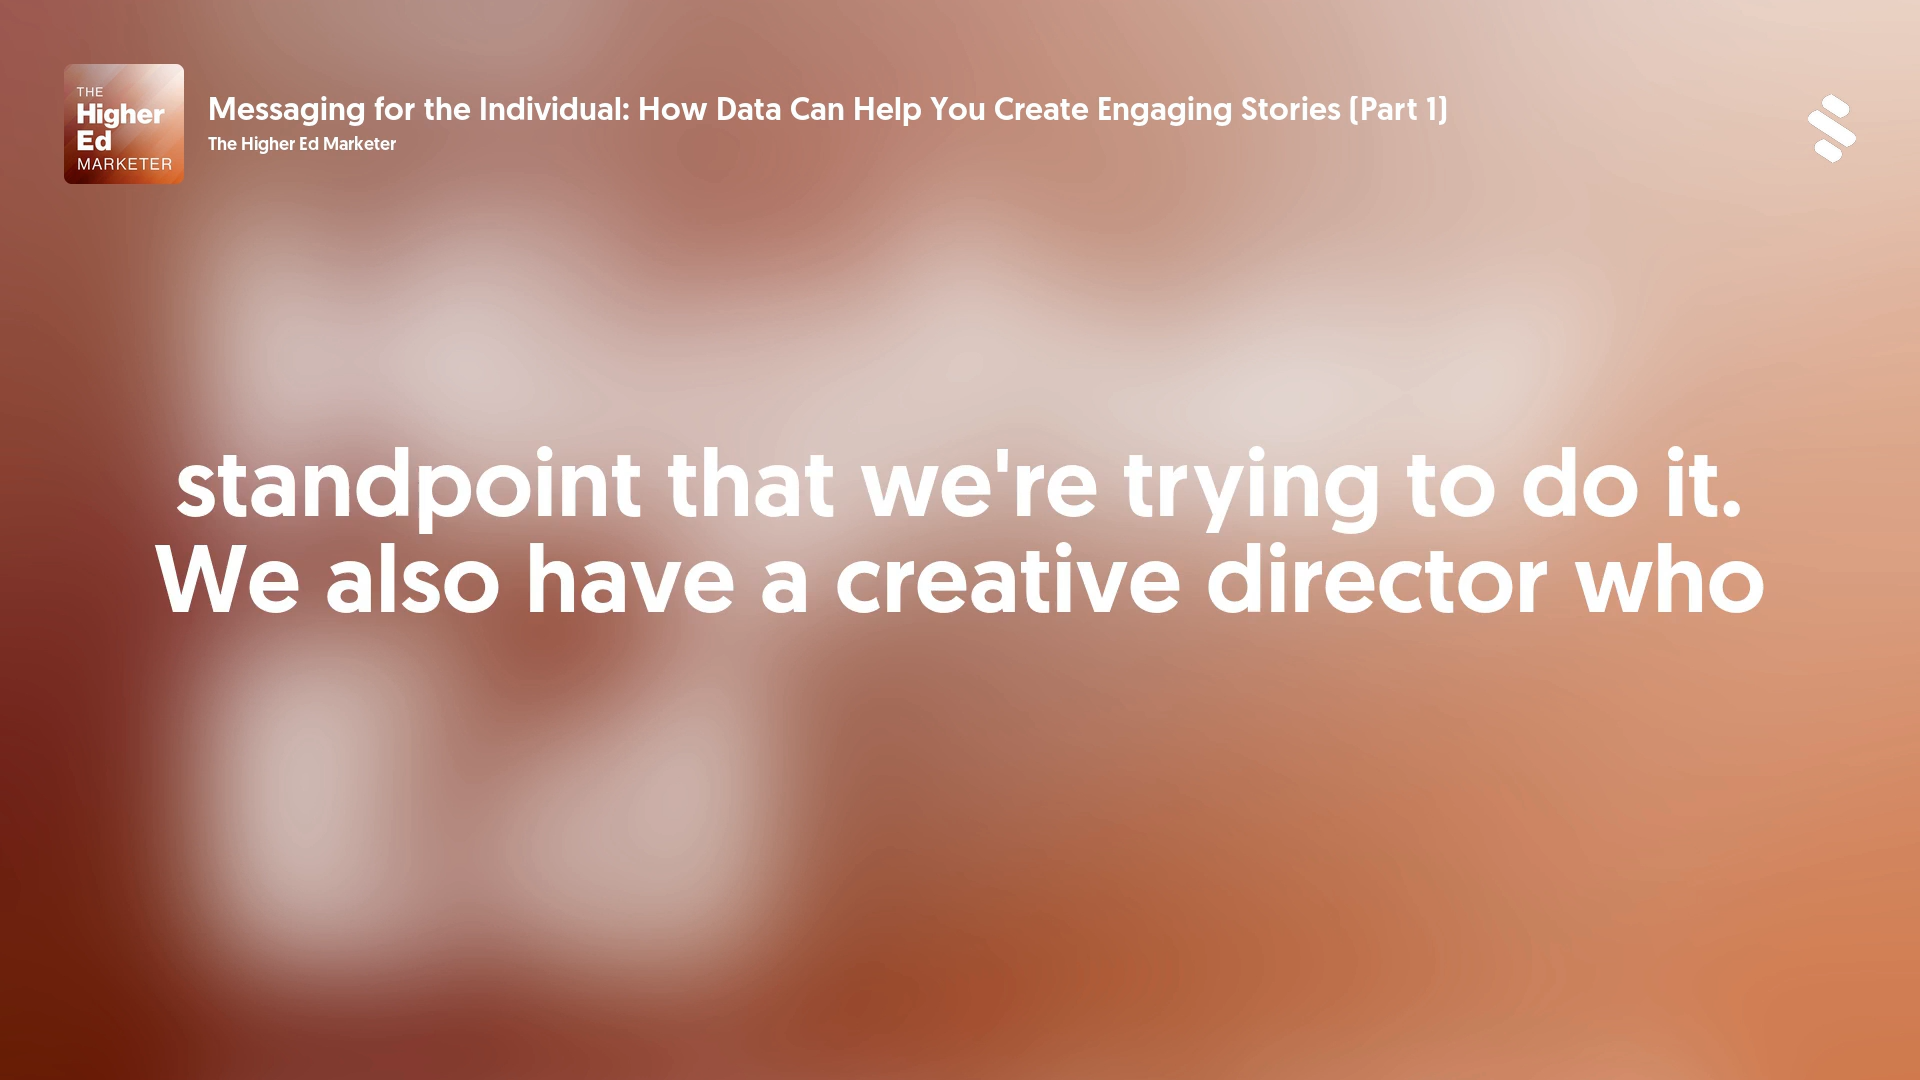 THE
Higher
Ed
MARKETER
Messaging for the Individual: How Data Can Help You Create Engaging Stories (Part 1)
The Higher Ed Marketer
standpoint that we're trying to do it.
We also have a creative director who